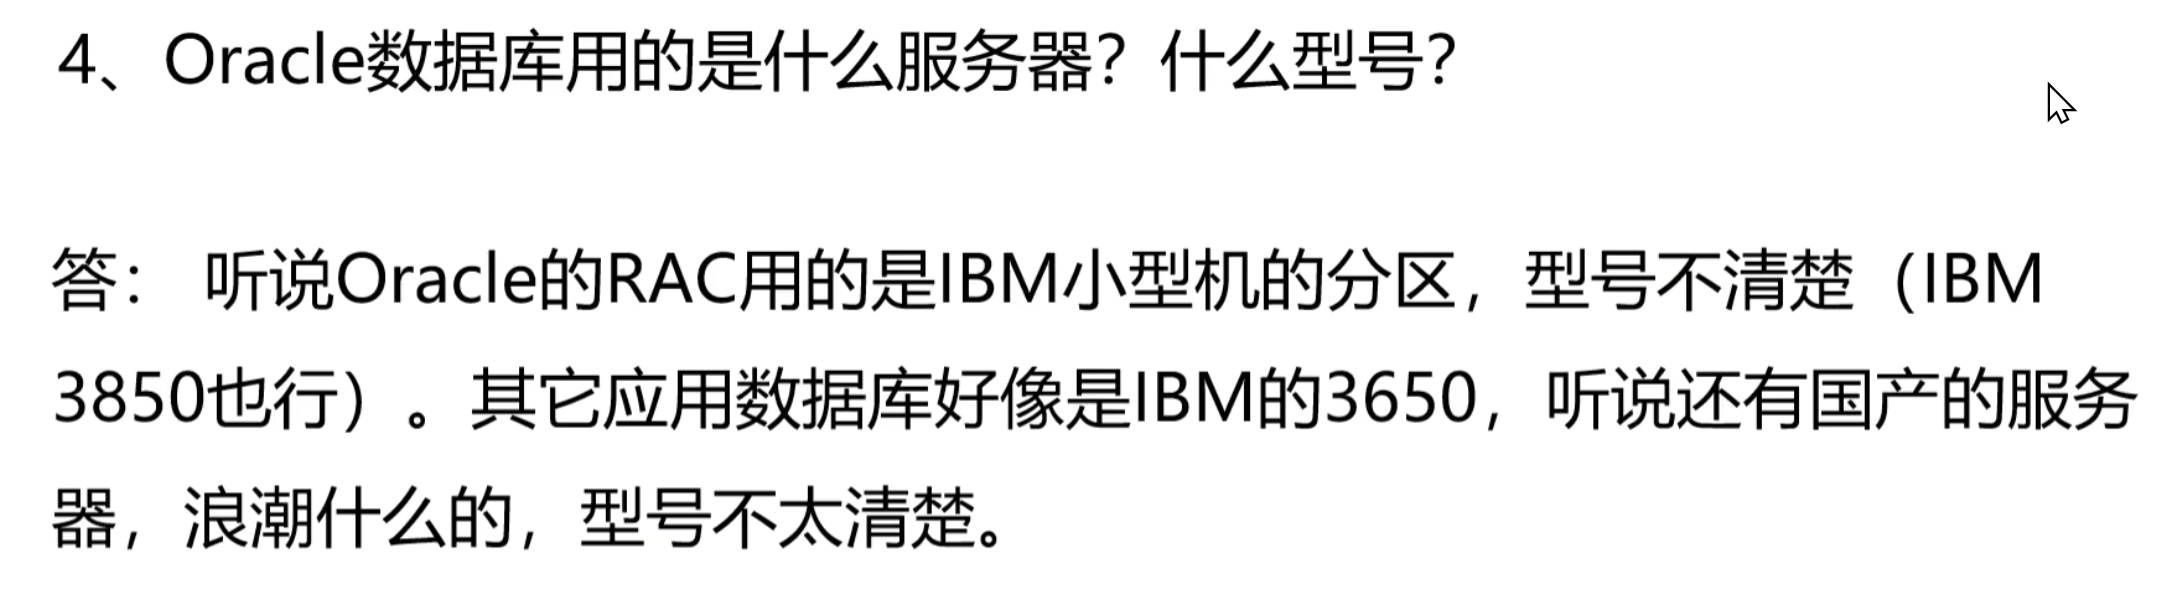 4、Oracle数据库用的是什么服务器？什么型号？
答： 听说Oracle的RAC用的是IBM小型机的分区，型号不清楚（IBM
3850也行）。其它应用数据库好像是IBM的3650，听说还有国产的服务
器，浪潮什么的，型号不太清楚。